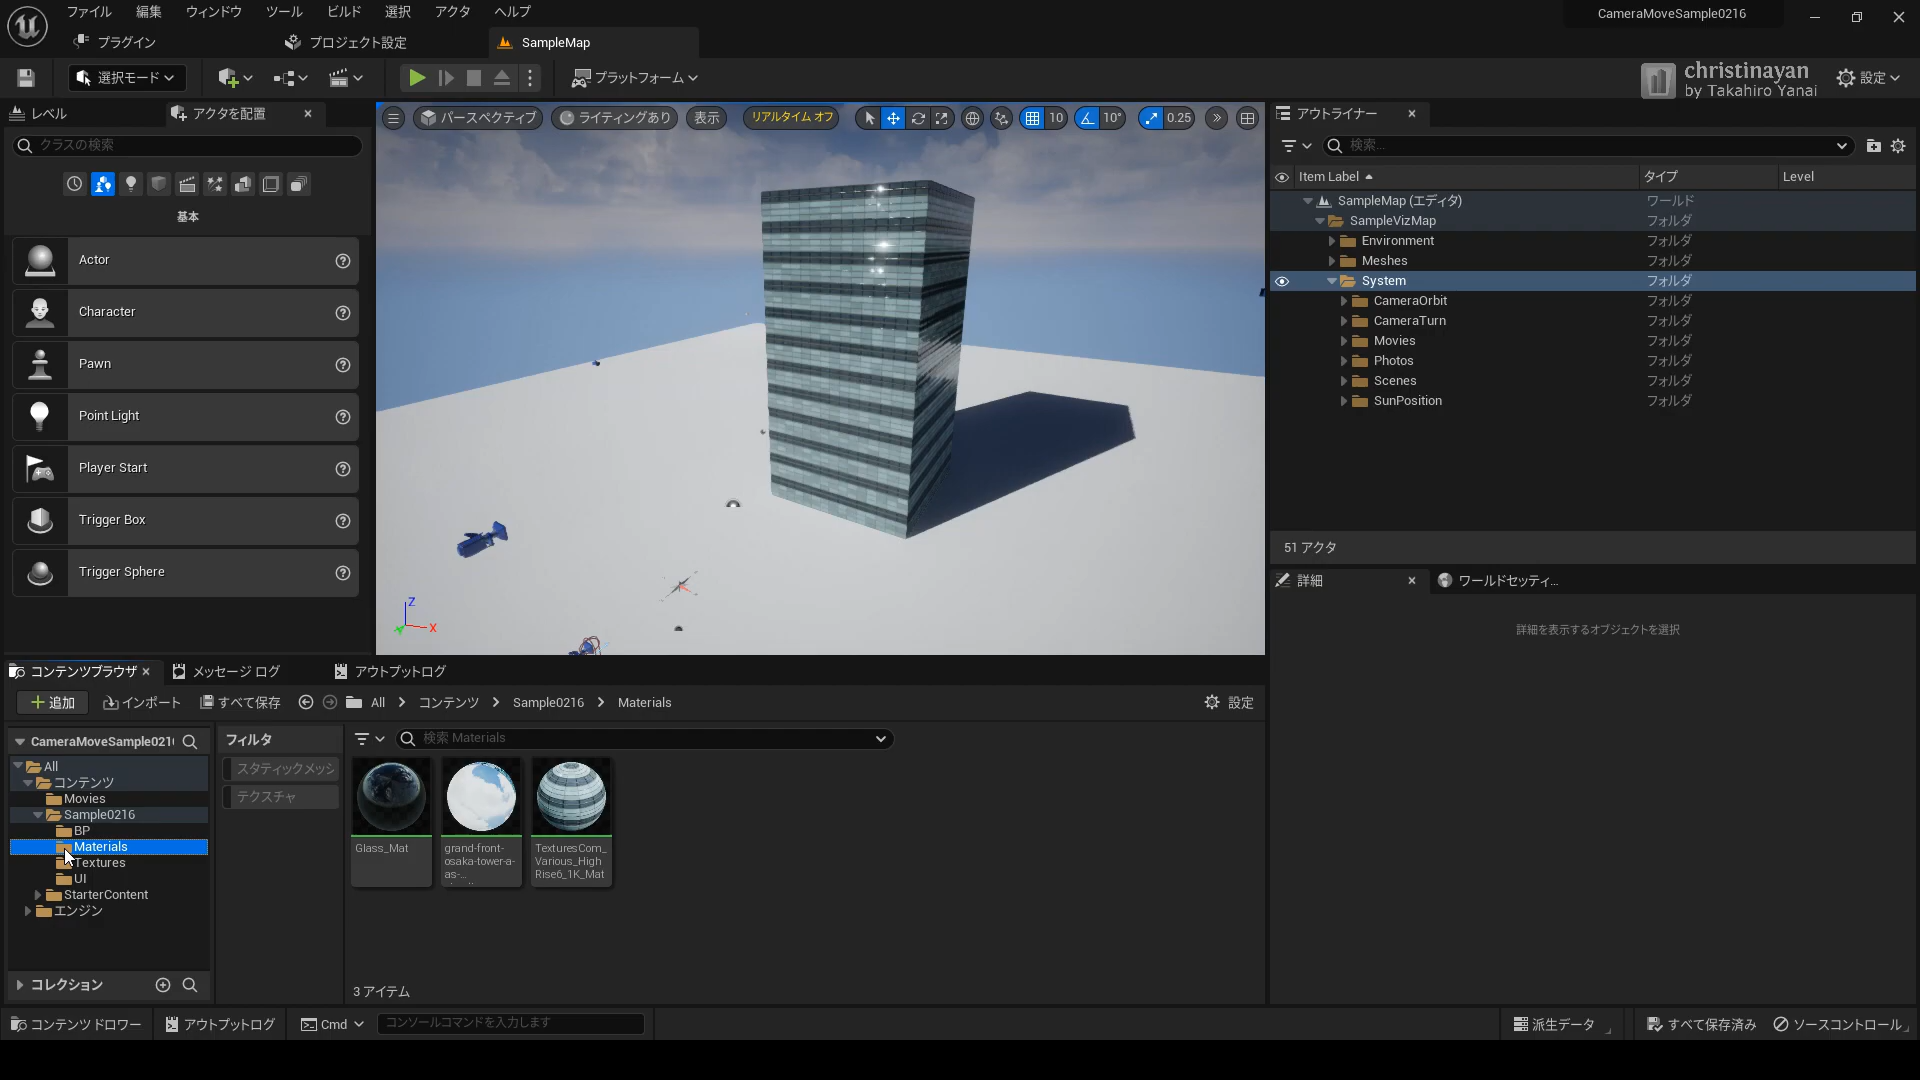 ファイル 編集 ウィンドウ ツール ビルド 選択 アクタ ヘルプ
CameraMoveSample0216
プラグイン プロジェクト設定 SampleMap
選択モード プラットフォーム
christinayan
by Takahiro Yanai
設定
レベル アクタを配置
クラスの検索
基本
Actor
Character
Pawn
Point Light
Player Start
Trigger Box
Trigger Sphere
パースペクティブ ライティングあり 表示 リアルタイム オフ 10 10° 0.25
Z
X
アウトライナー
検索...
Item Label タイプ Level
SampleMap (エディタ) ワールド
SampleVizMap フォルダ
Environment フォルダ
Meshes フォルダ
System フォルダ
CameraOrbit フォルダ
CameraTurn フォルダ
Movies フォルダ
Photos フォルダ
Scenes フォルダ
SunPosition フォルダ
51 アクタ
詳細 ワールドセッティ...
詳細を表示するオブジェクトを選択
コンテンツブラウザ メッセージ ログ アウトプットログ
追加 インポート すべて保存 All コンテンツ Sample0216 Materials 設定
CameraMoveSample021
All
コンテンツ
Movies
Sample0216
BP
Materials
Textures
UI
StarterContent
エンジン
コレクション
フィルタ
スタティックメッシ
テクスチャ
検索 Materials
Glass_Mat
grand-front-
osaka-tower-a-
as-...
TexturesCom_
Various_High
Rise6_1K_Mat
3 アイテム
コンテンツ ドロワー アウトプットログ Cmd コンソールコマンドを入力します
派生データ すべて保存済み ソースコントロール